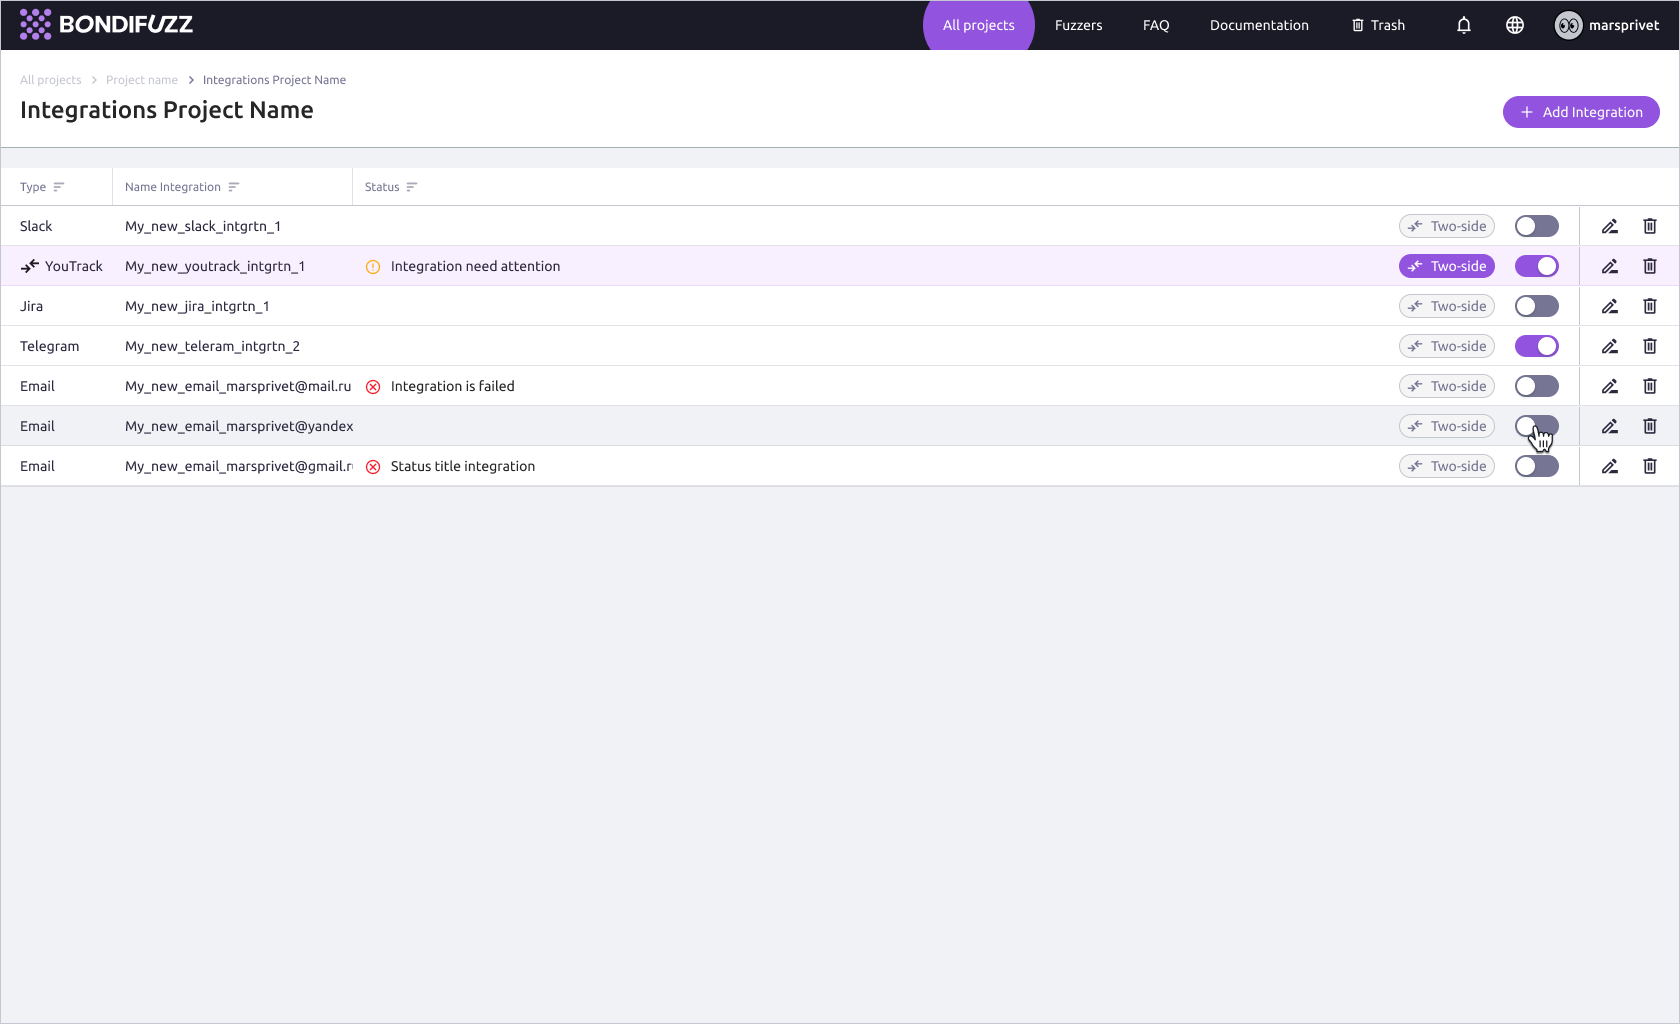 BONDIFUZZ All projects Fuzzers FAQ Documentation Trash marsprivet
All projects > Project name > Integrations Project Name
Integrations Project Name
+ Add Integration
Type Name Integration Status
Slack My_new_slack_intgrtn_1 Two-side
YouTrack My_new_youtrack_intgrtn_1 Integration need attention Two-side
Jira My_new_jira_intgrtn_1 Two-side
Telegram My_new_teleram_intgrtn_2 Two-side
Email My_new_email_marsprivet@mail.ru Integration is failed Two-side
Email My_new_email_marsprivet@yandex Two-side
Email My_new_email_marsprivet@gmail.r Status title integration Two-side